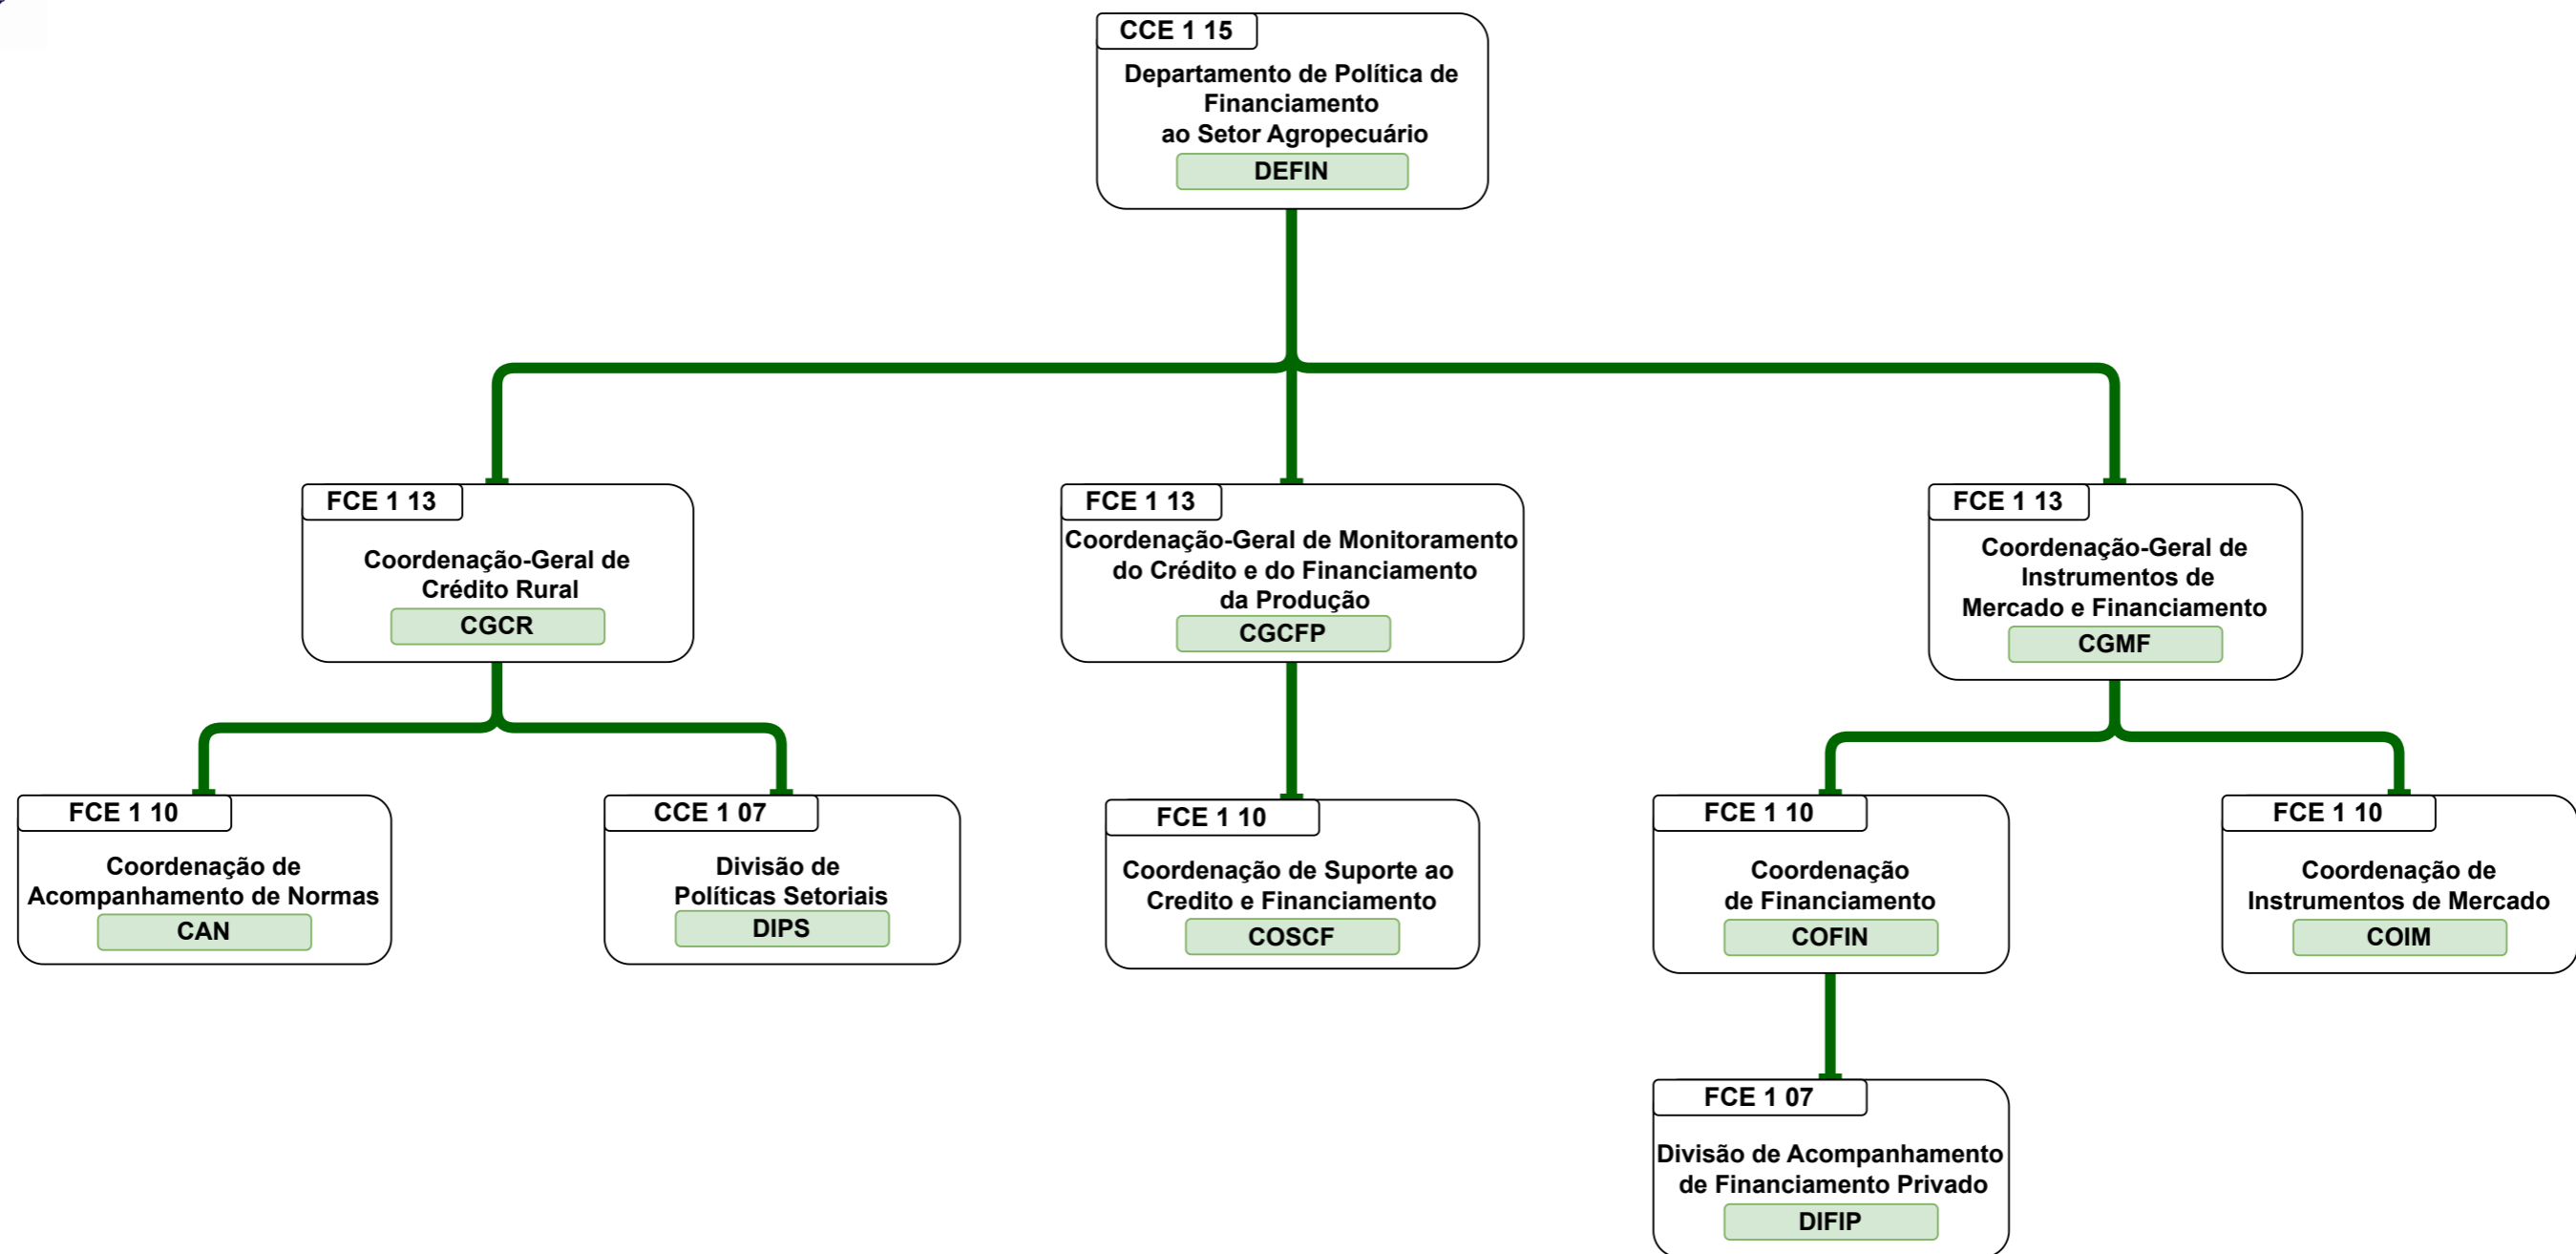 CCE 1 15
Departamento de Política de
Financiamento
ao Setor Agropecuário
DEFIN
FCE 1 13
Coordenação-Geral de
Crédito Rural
CGCR
FCE 1 13
Coordenação-Geral de Monitoramento
do Crédito e do Financiamento
da Produção
CGCFP
FCE 1 13
Coordenação-Geral de
Instrumentos de
Mercado e Financiamento
CGMF
FCE 1 10
Coordenação de
Acompanhamento de Normas
CAN
CCE 1 07
Divisão de
Políticas Setoriais
DIPS
FCE 1 10
Coordenação de Suporte ao
Credito e Financiamento
COSCF
FCE 1 10
Coordenação
de Financiamento
COFIN
FCE 1 10
Coordenação de
Instrumentos de Mercado
COIM
FCE 1 07
Divisão de Acompanhamento
de Financiamento Privado
DIFIP